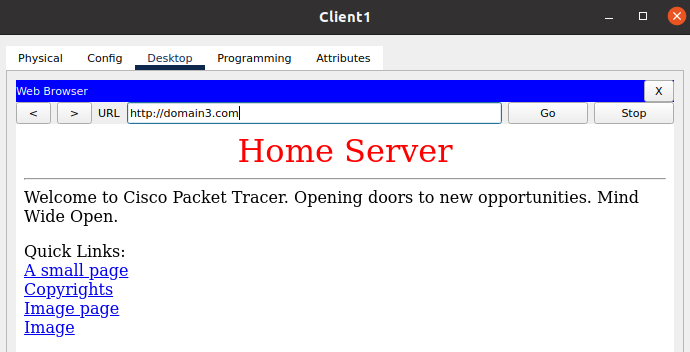 Client1
Physical Config Desktop Programming Attributes
Web Browser X
< > URL http://domain3.com Go Stop
Home Server
Welcome to Cisco Packet Tracer. Opening doors to new opportunities. Mind
Wide Open.
Quick Links:
A small page
Copyrights
Image page
Image